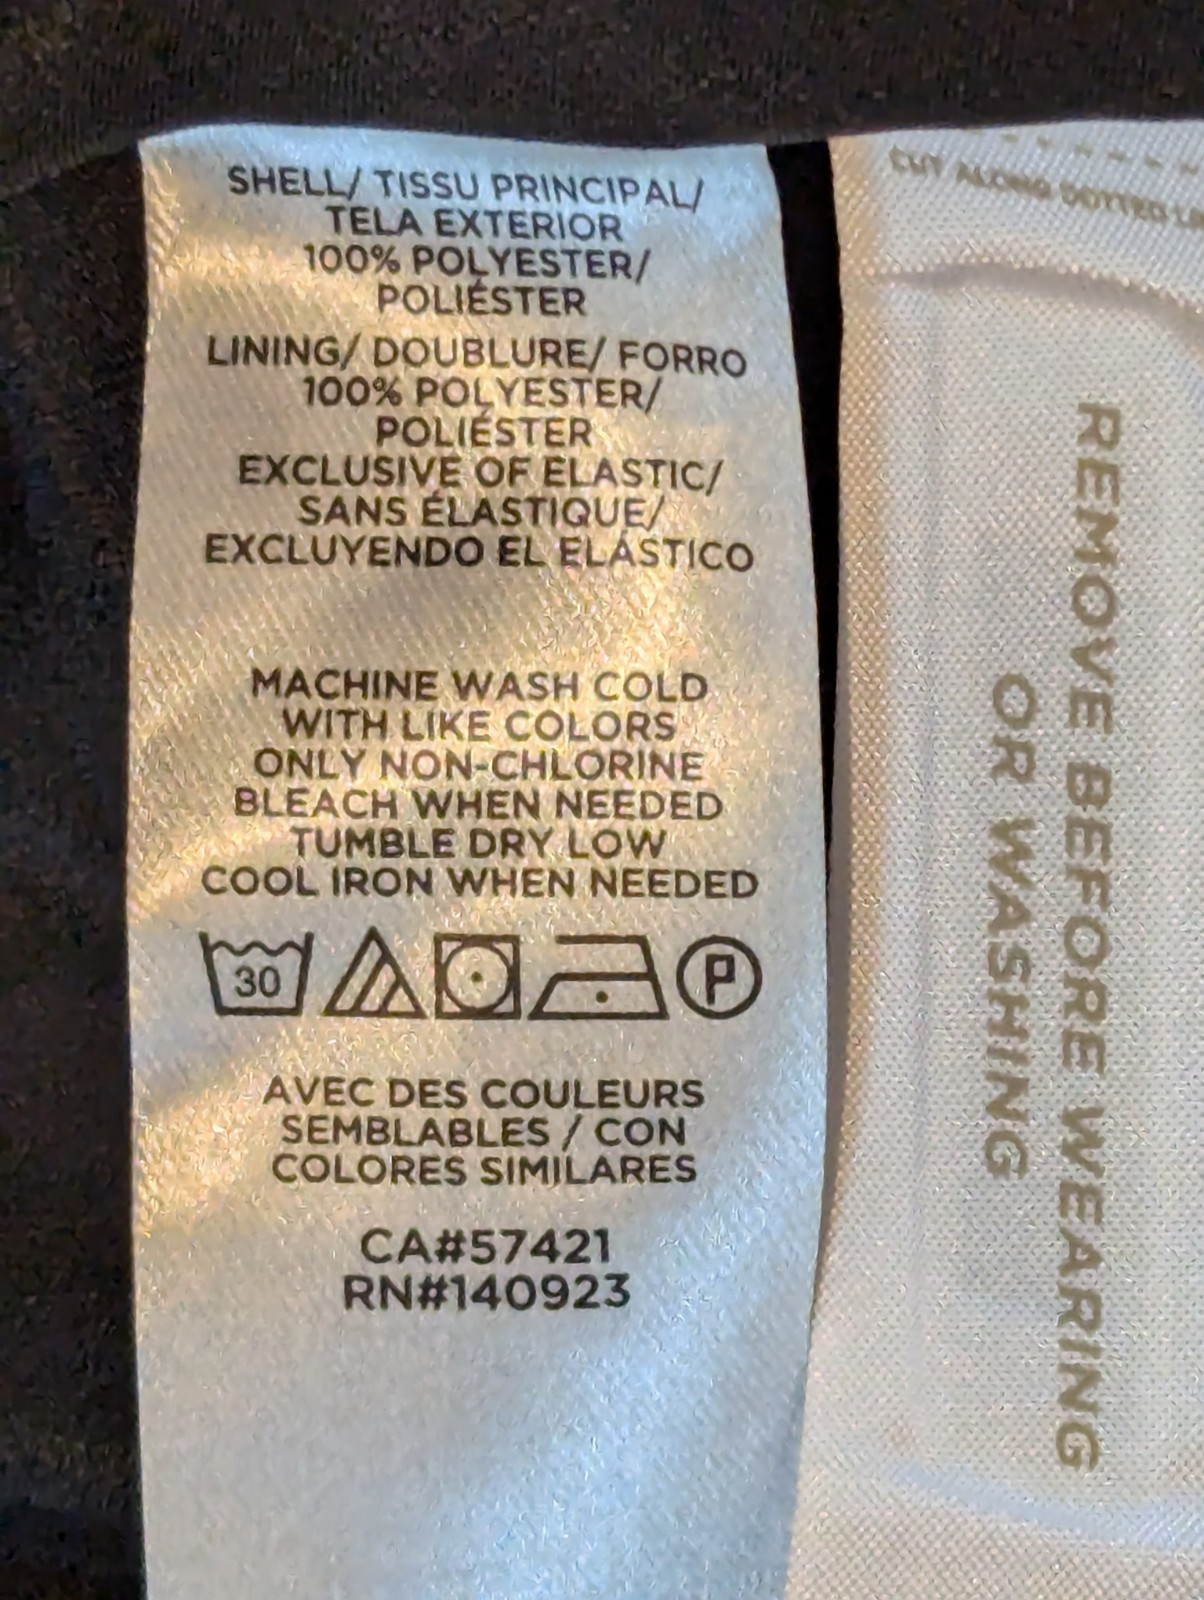 SHELL/ TISSU PRINCIPAL/
TELA EXTERIOR
100% POLYESTER/
POLIÉSTER
LINING/ DOUBLURE/ FORRO
100% POLYESTER/
POLIÉSTER
EXCLUSIVE OF ELASTIC/
SANS ÉLASTIQUE/
EXCLUYENDO EL ELÁSTICO
MACHINE WASH COLD
WITH LIKE COLORS
ONLY NON-CHLORINE
BLEACH WHEN NEEDED
TUMBLE DRY LOW
COOL IRON WHEN NEEDED
30 P
AVEC DES COULEURS
SEMBLABLES / CON
COLORES SIMILARES
CA#57421
RN#140923
CUT ALONG DOTTED
REMOVE BEFORE WEARING
OR WASHING